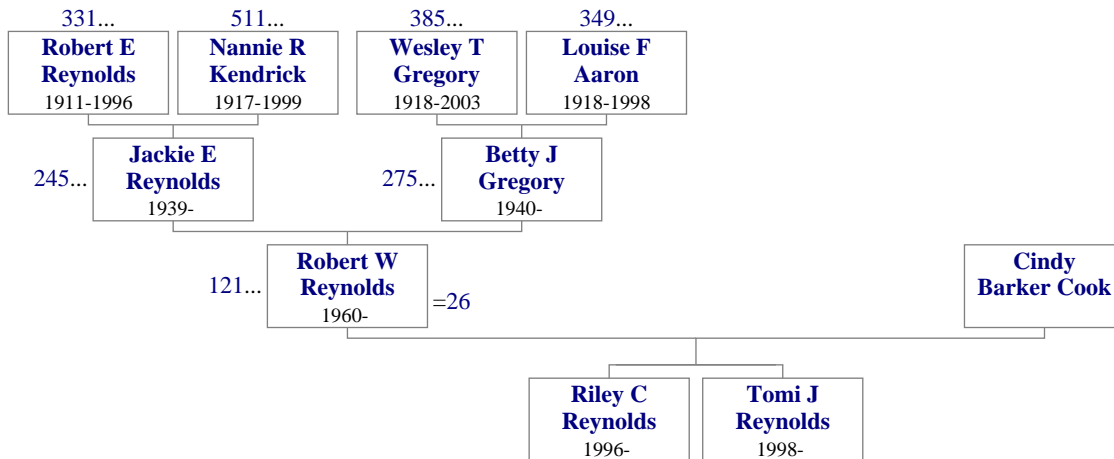 331...
511...
385...
349...
Robert E
Reynolds
1911-1996
Nannie R
Kendrick
1917-1999
Wesley T
Gregory
1918-2003
Louise F
Aaron
1918-1998
245...
Jackie E
Reynolds
1939-
275...
Betty J
Gregory
1940-
121...
Robert W
Reynolds
1960-
=26
Cindy
Barker Cook
Riley C
Reynolds
1996-
Tomi J
Reynolds
1998-